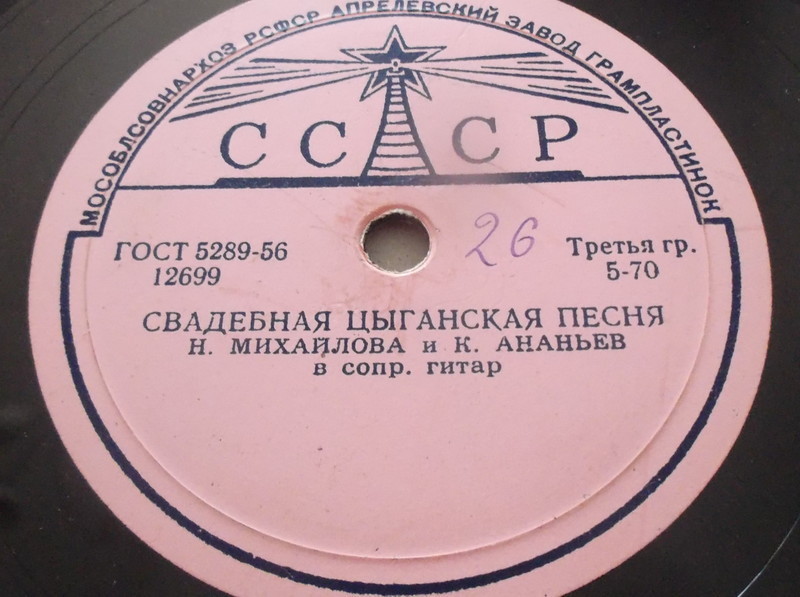 МОСОБЛСОВНАРХОЗ РСФСР АПРЕЛЕВСКИЙ ЗАВОД ГРАМПЛАСТИНОК
СССР
26
ГОСТ 5289-56
12699
Третья гр.
5-70
СВАДЕБНАЯ ЦЫГАНСКАЯ ПЕСНЯ
Н. МИХАЙЛОВА и К. АНАНЬЕВ
в сопр. гитар